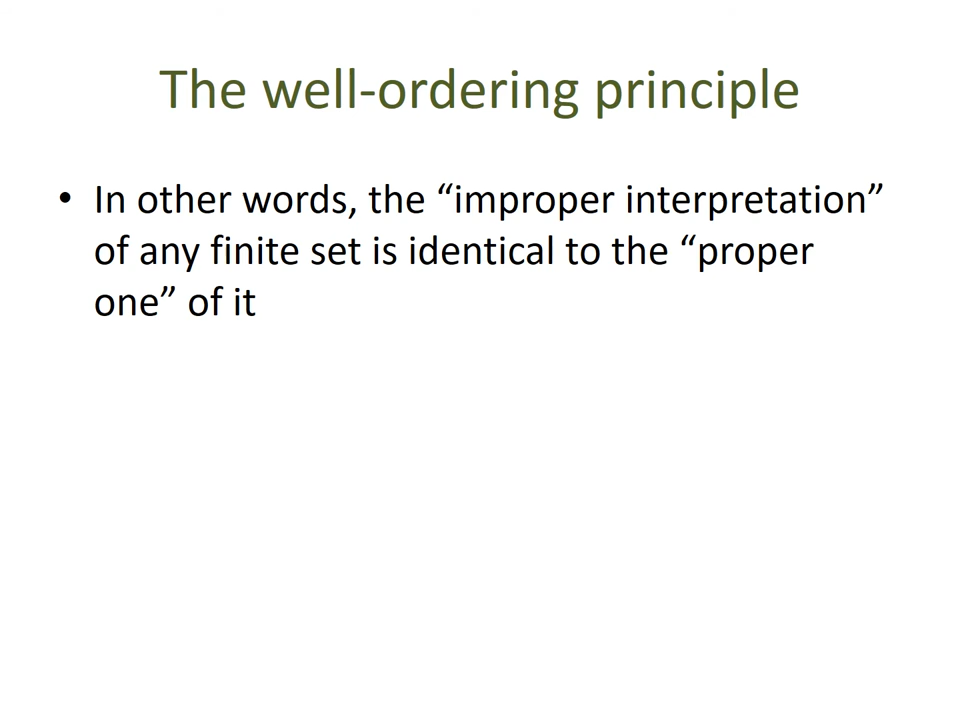 The well-ordering principle
• In other words, the “improper interpretation”
of any finite set is identical to the “proper
one” of it